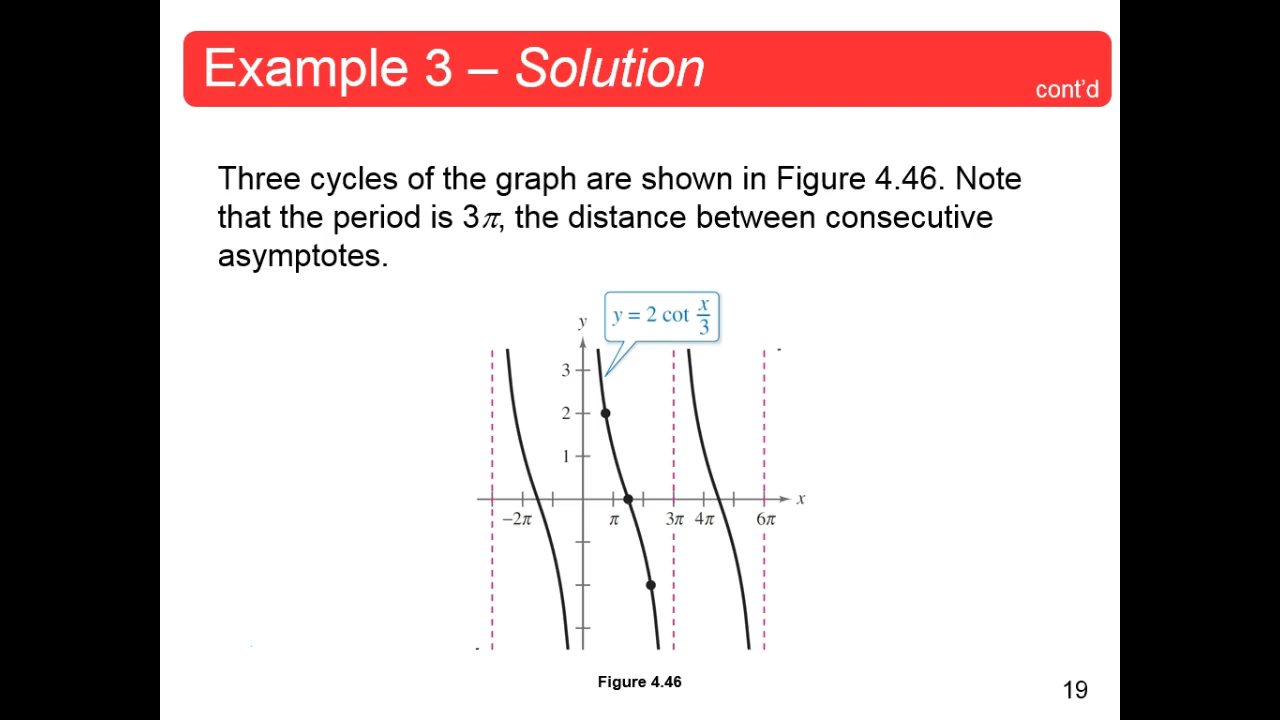 Example 3 – Solution
cont'd
Three cycles of the graph are shown in Figure 4.46. Note
that the period is 3π, the distance between consecutive
asymptotes.
y = 2 cot x/3
y
3
2
1
x
−2π π 3π 4π 6π
Figure 4.46
19